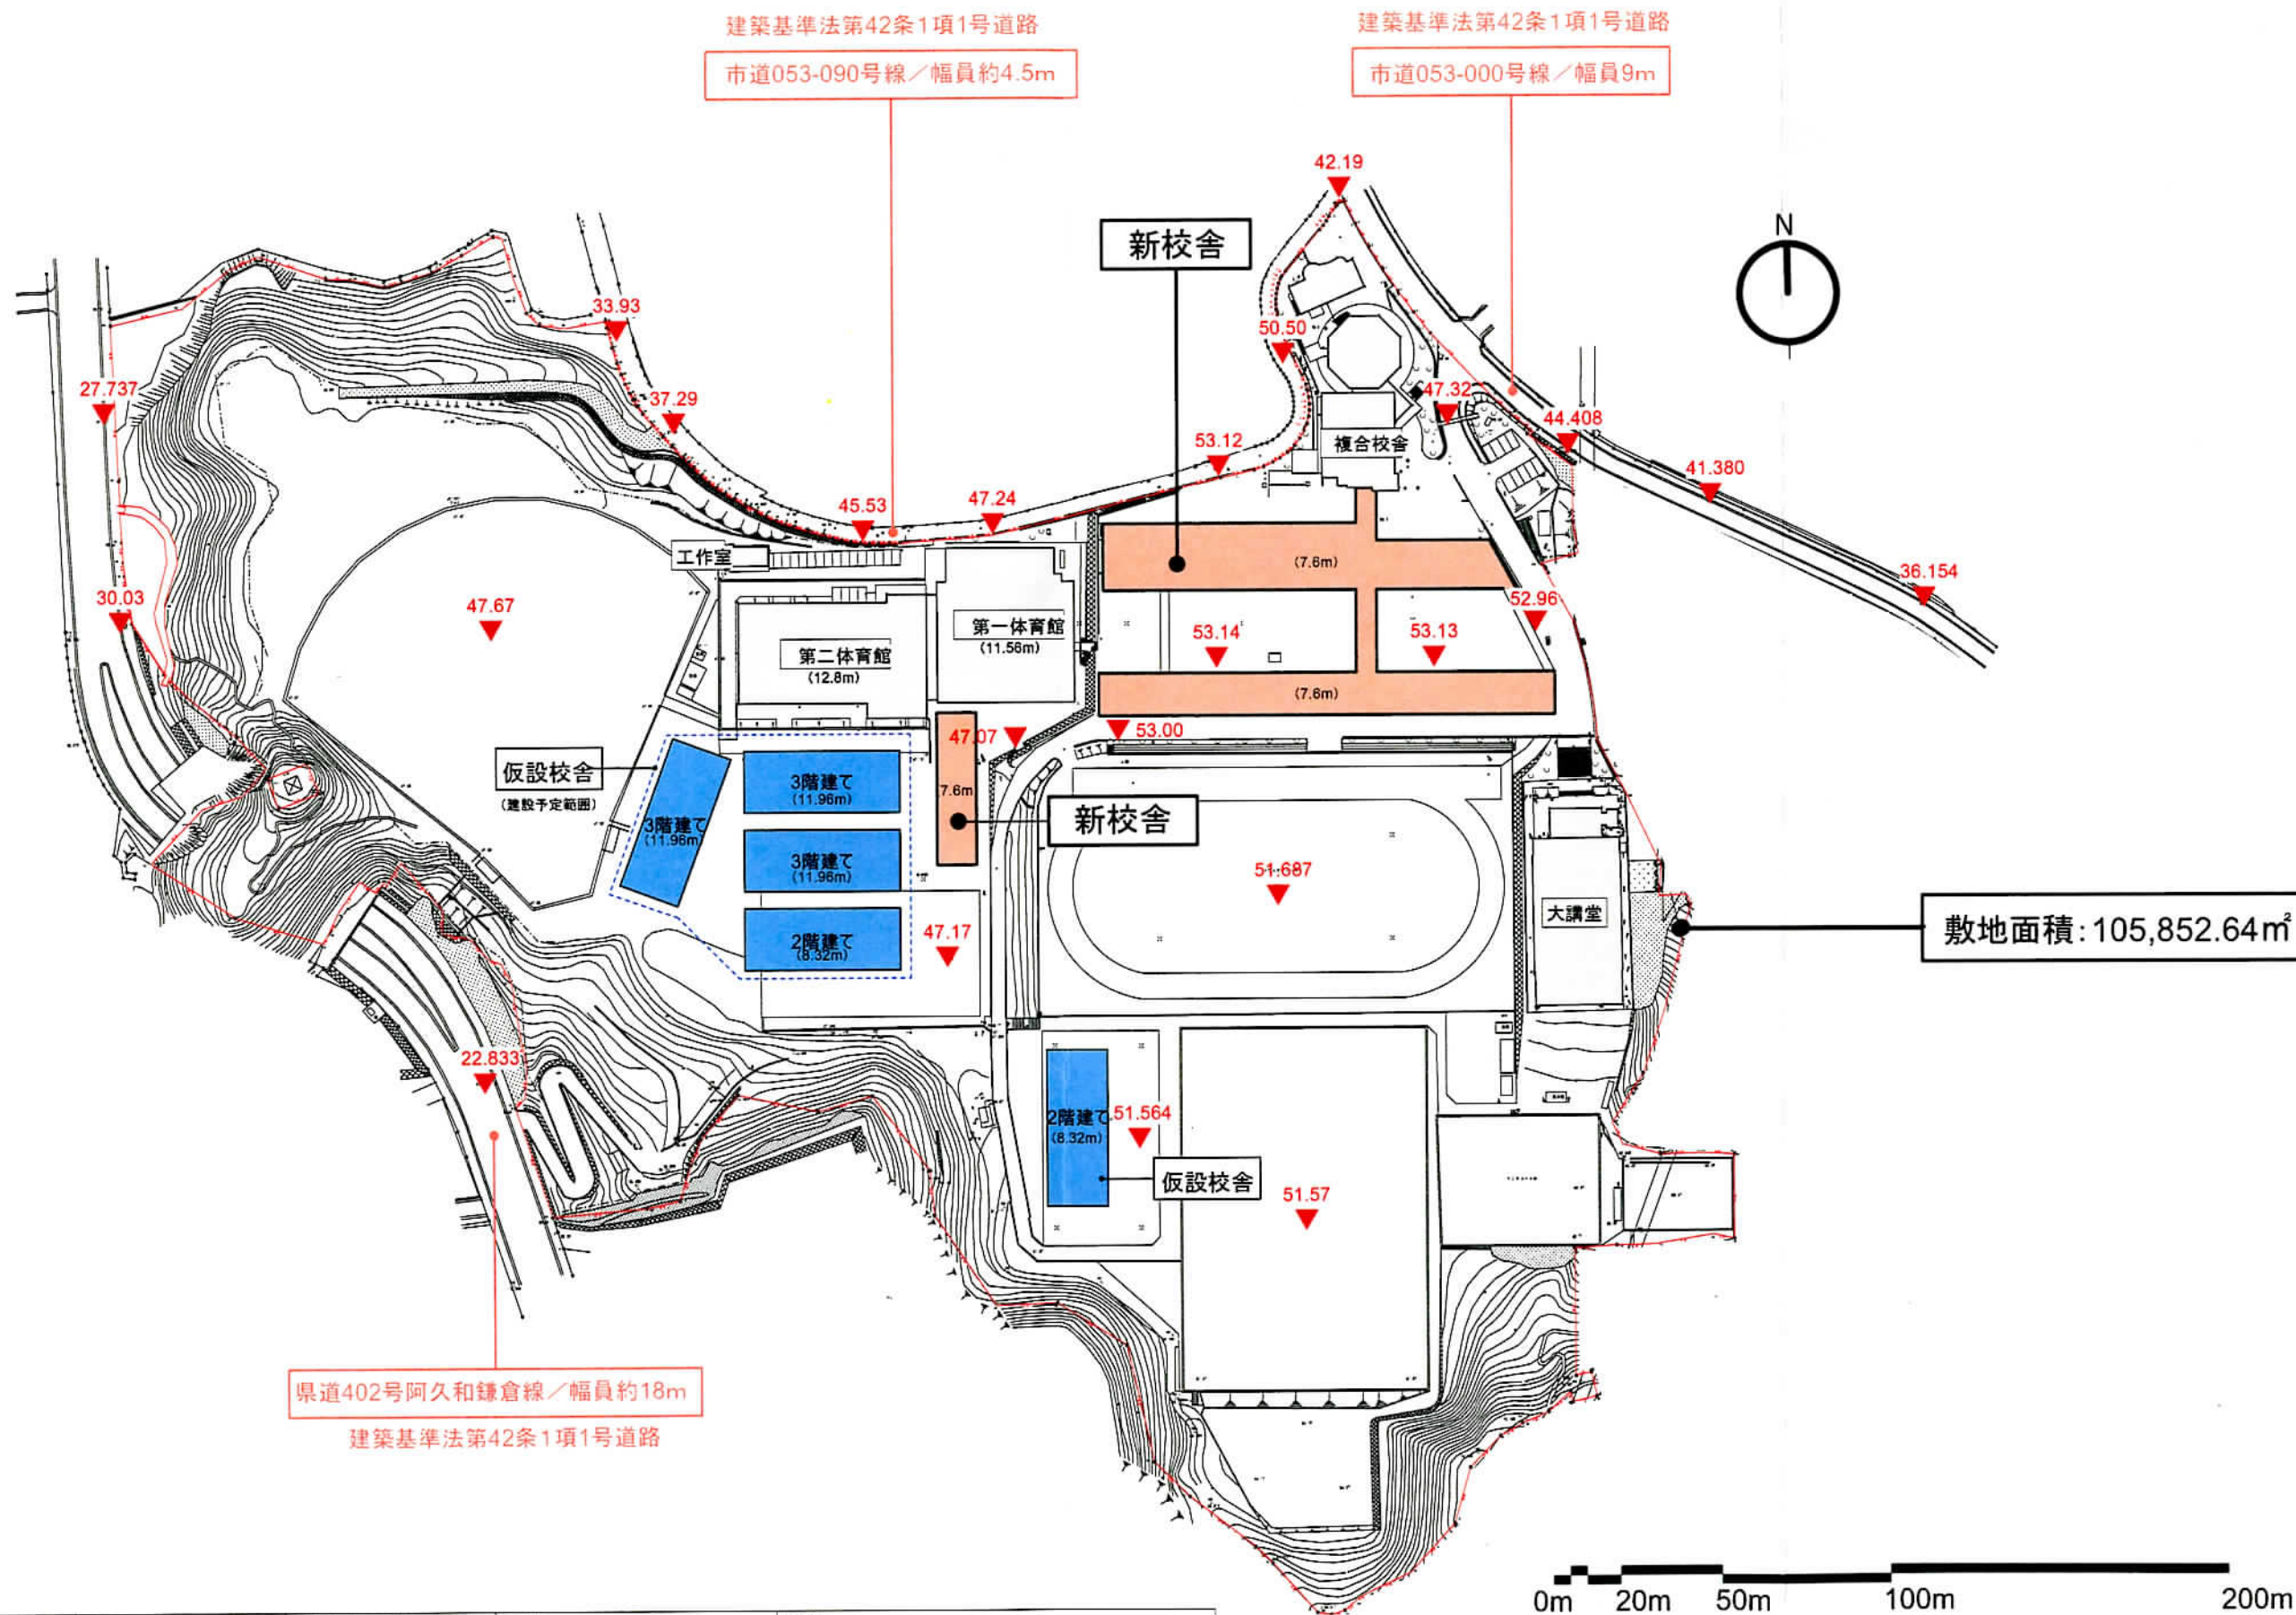 建築基準法第42条1項1号道路
市道053-090号線／幅員約4.5m
建築基準法第42条1項1号道路
市道053-000号線／幅員9m
42.19
新校舎
N
33.93
50.50
27.737
37.29
47.32
44.408
53.12
複合校舎
41.380
45.53
47.24
工作室
(7.6m)
36.154
30.03
47.67
52.96
第一体育館
(11.56m)
53.14
53.13
第二体育館
(12.8m)
(7.6m)
47.07
53.00
仮設校舎
(建設予定範囲)
3階建て
(11.96m)
7.6m
新校舎
3階建て
(11.96m)
3階建て
(11.96m)
51.687
大講堂
敷地面積：105,852.64㎡
2階建て
(8.32m)
47.17
22.833
2階建て
(8.32m)
51.564
仮設校舎
51.57
県道402号阿久和鎌倉線／幅員約18m
建築基準法第42条1項1号道路
0m 20m 50m 100m 200m